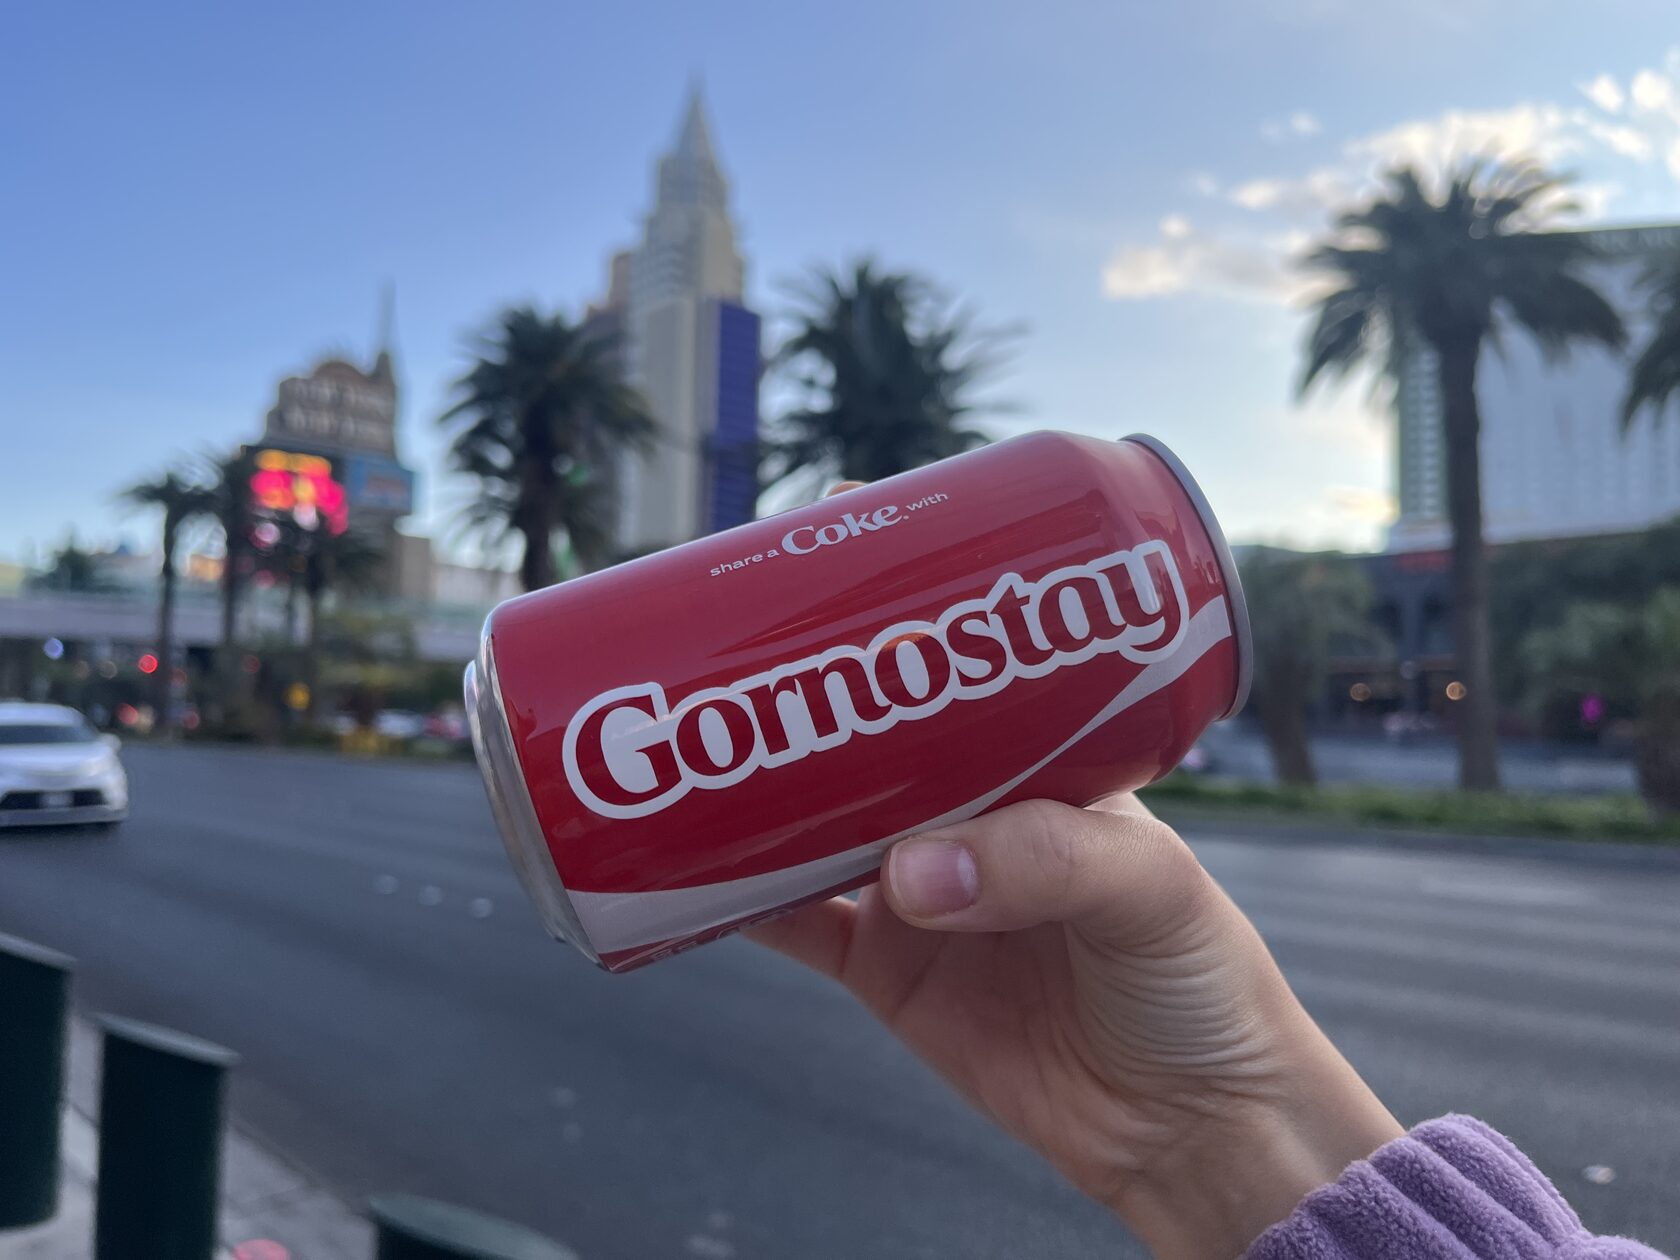 share a Coke. with
Gornostay